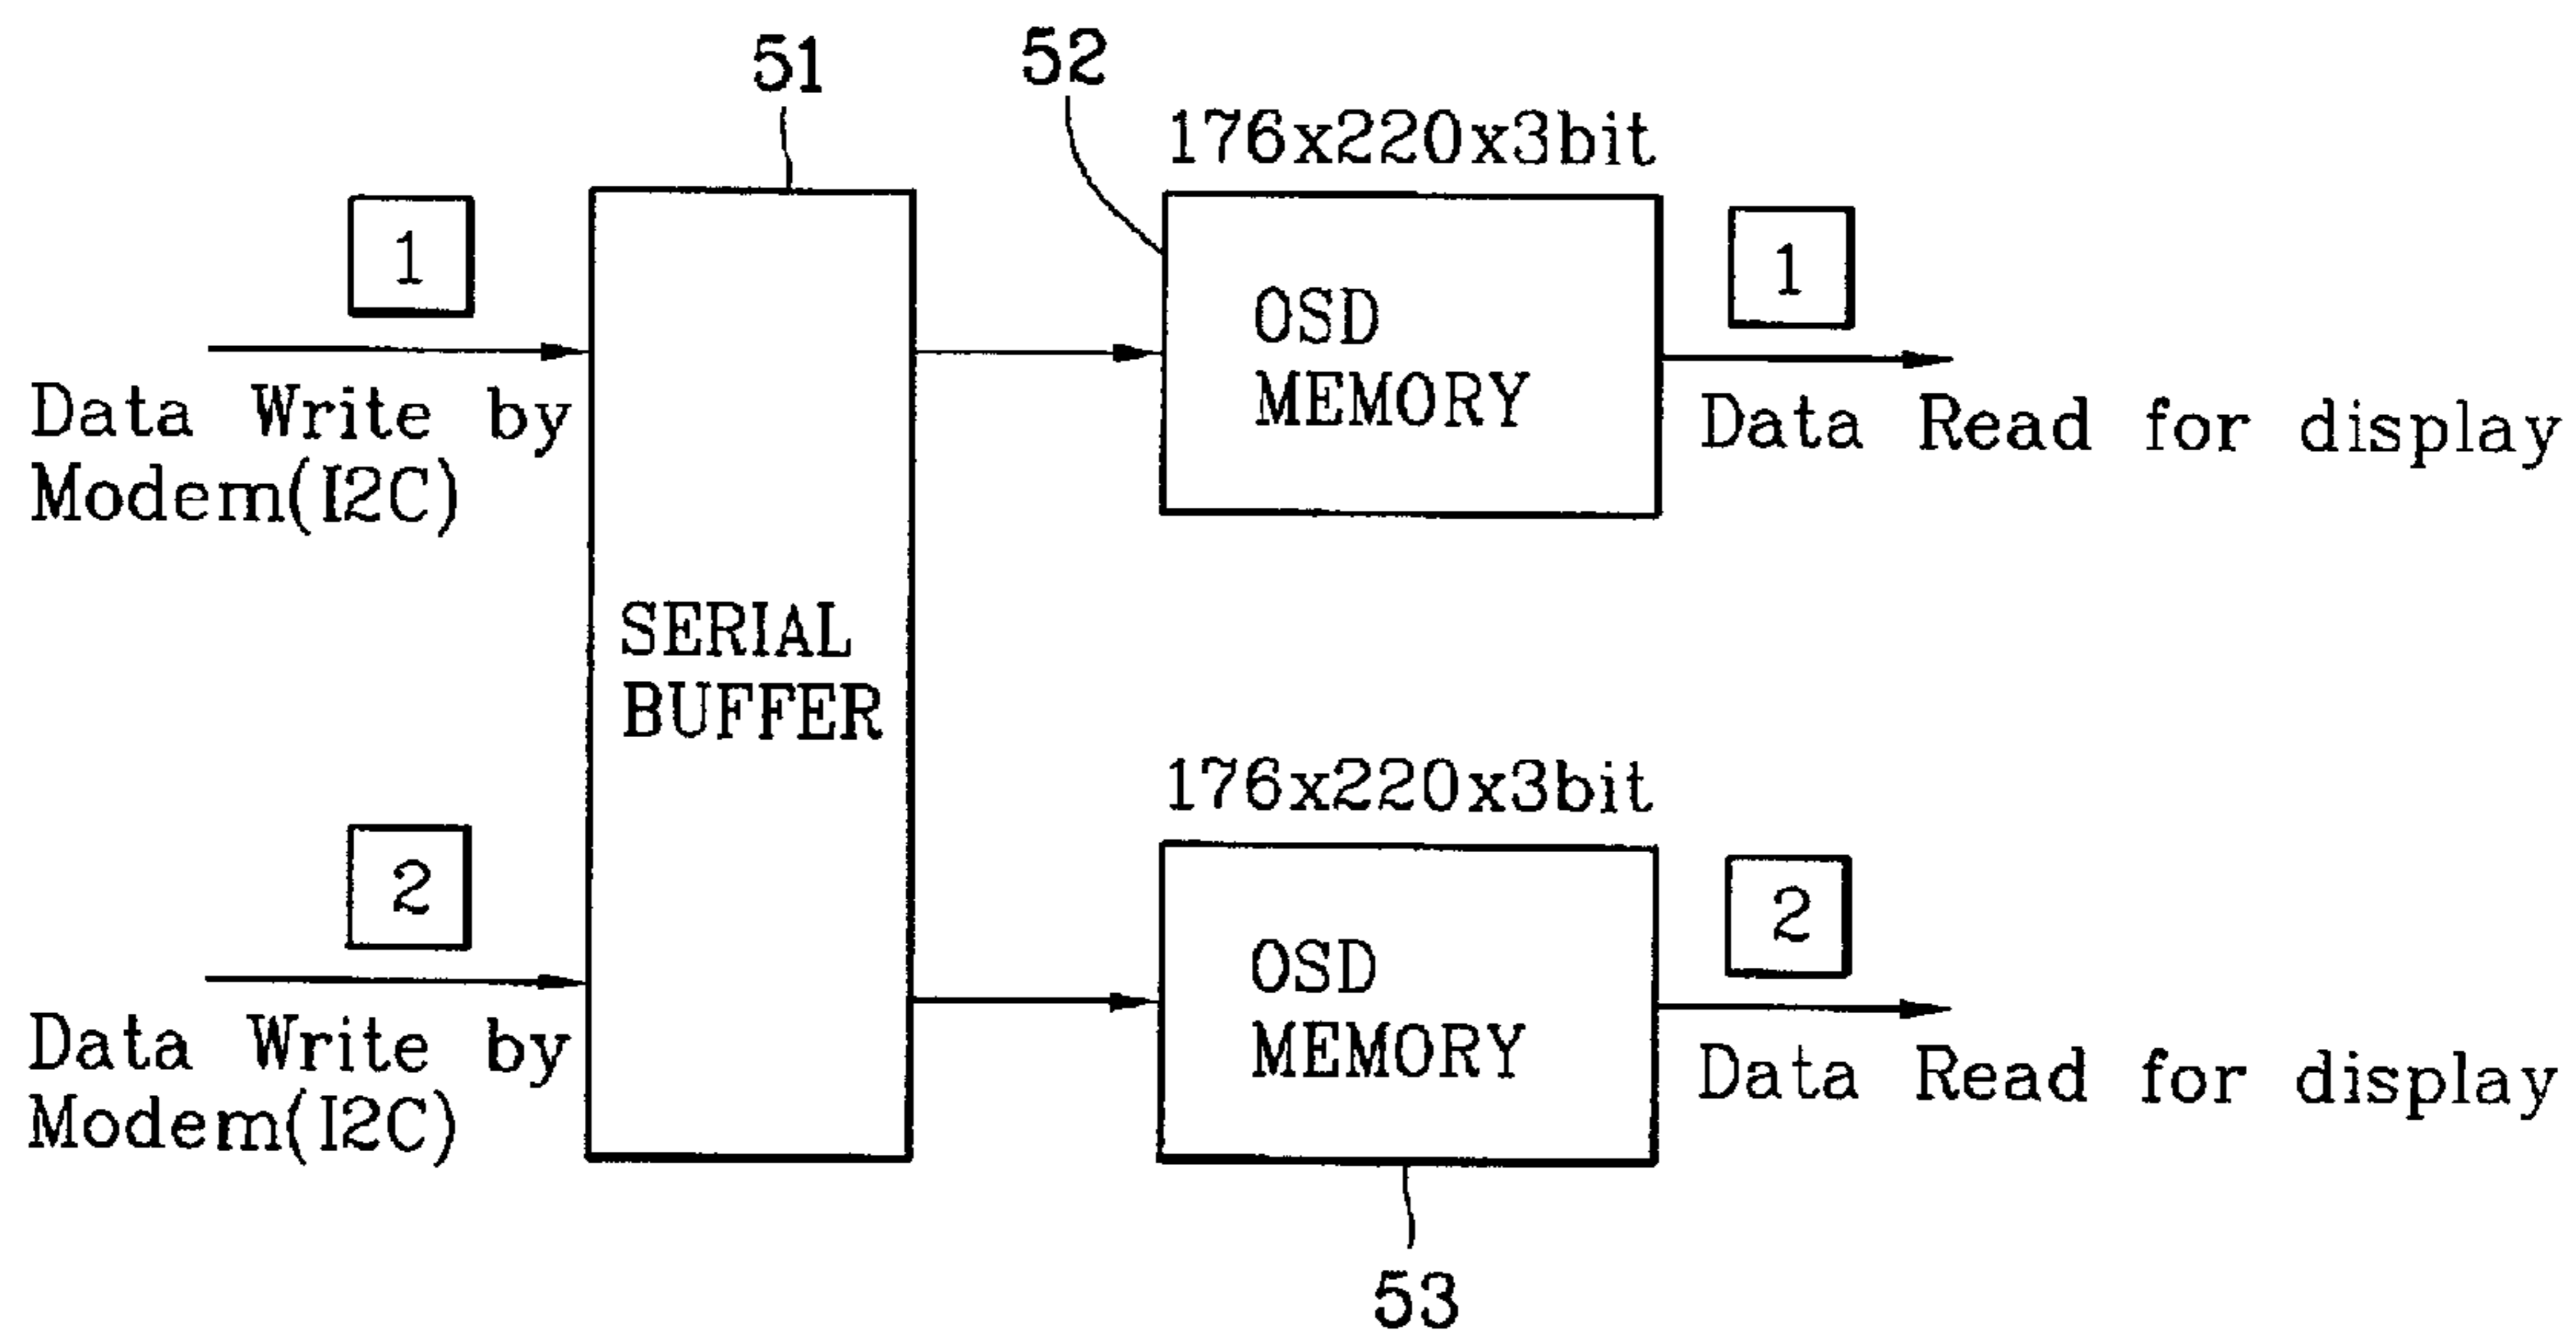 51
52
176x220x3bit
1
1
OSD
MEMORY
Data Write by
Modem(I2C)
Data Read for display
SERIAL
BUFFER
176x220x3bit
2
2
OSD
MEMORY
Data Write by
Modem(I2C)
Data Read for display
53